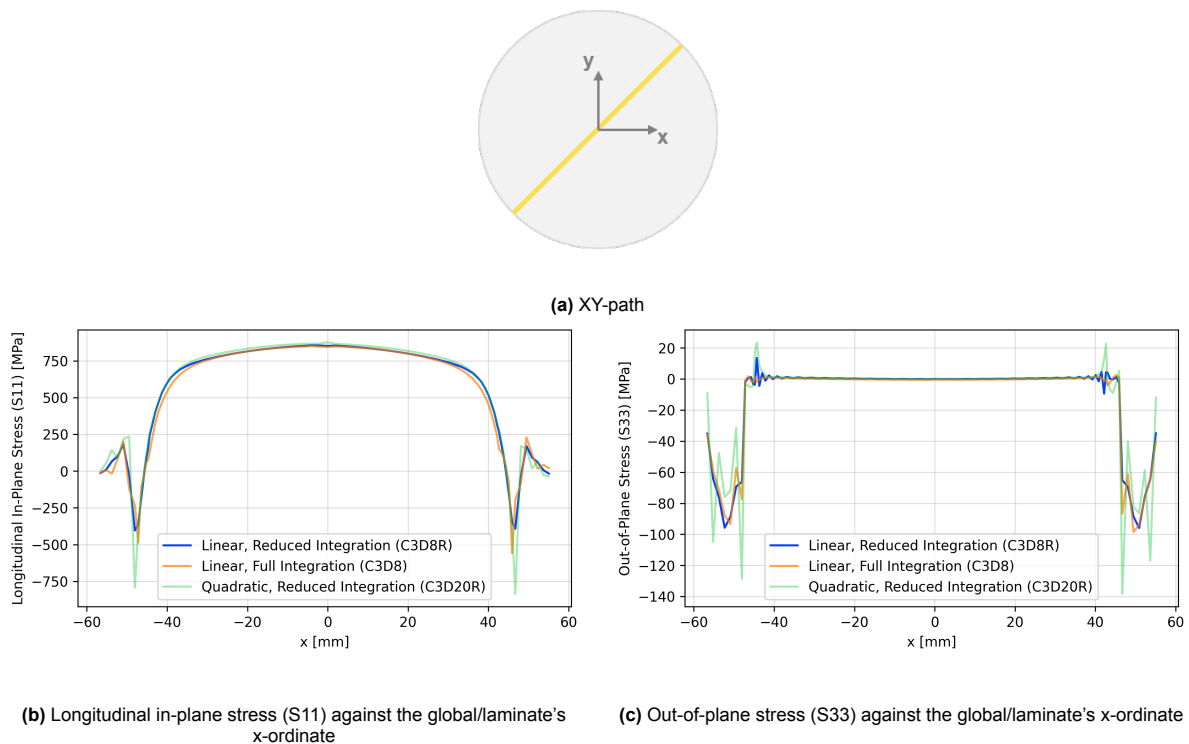 y
x
(a) XY-path
Longitudinal In-Plane Stress (S11) [MPa]
750
500
250
0
−250
−500
−750
Linear, Reduced Integration (C3D8R)
Linear, Full Integration (C3D8)
Quadratic, Reduced Integration (C3D20R)
−60 −40 −20 0 20 40 60
x [mm]
Out-of-Plane Stress (S33) [MPa]
20
0
−20
−40
−60
−80
−100
−120
−140
Linear, Reduced Integration (C3D8R)
Linear, Full Integration (C3D8)
Quadratic, Reduced Integration (C3D20R)
−60 −40 −20 0 20 40 60
x [mm]
(b) Longitudinal in-plane stress (S11) against the global/laminate's
x-ordinate
(c) Out-of-plane stress (S33) against the global/laminate's x-ordinate